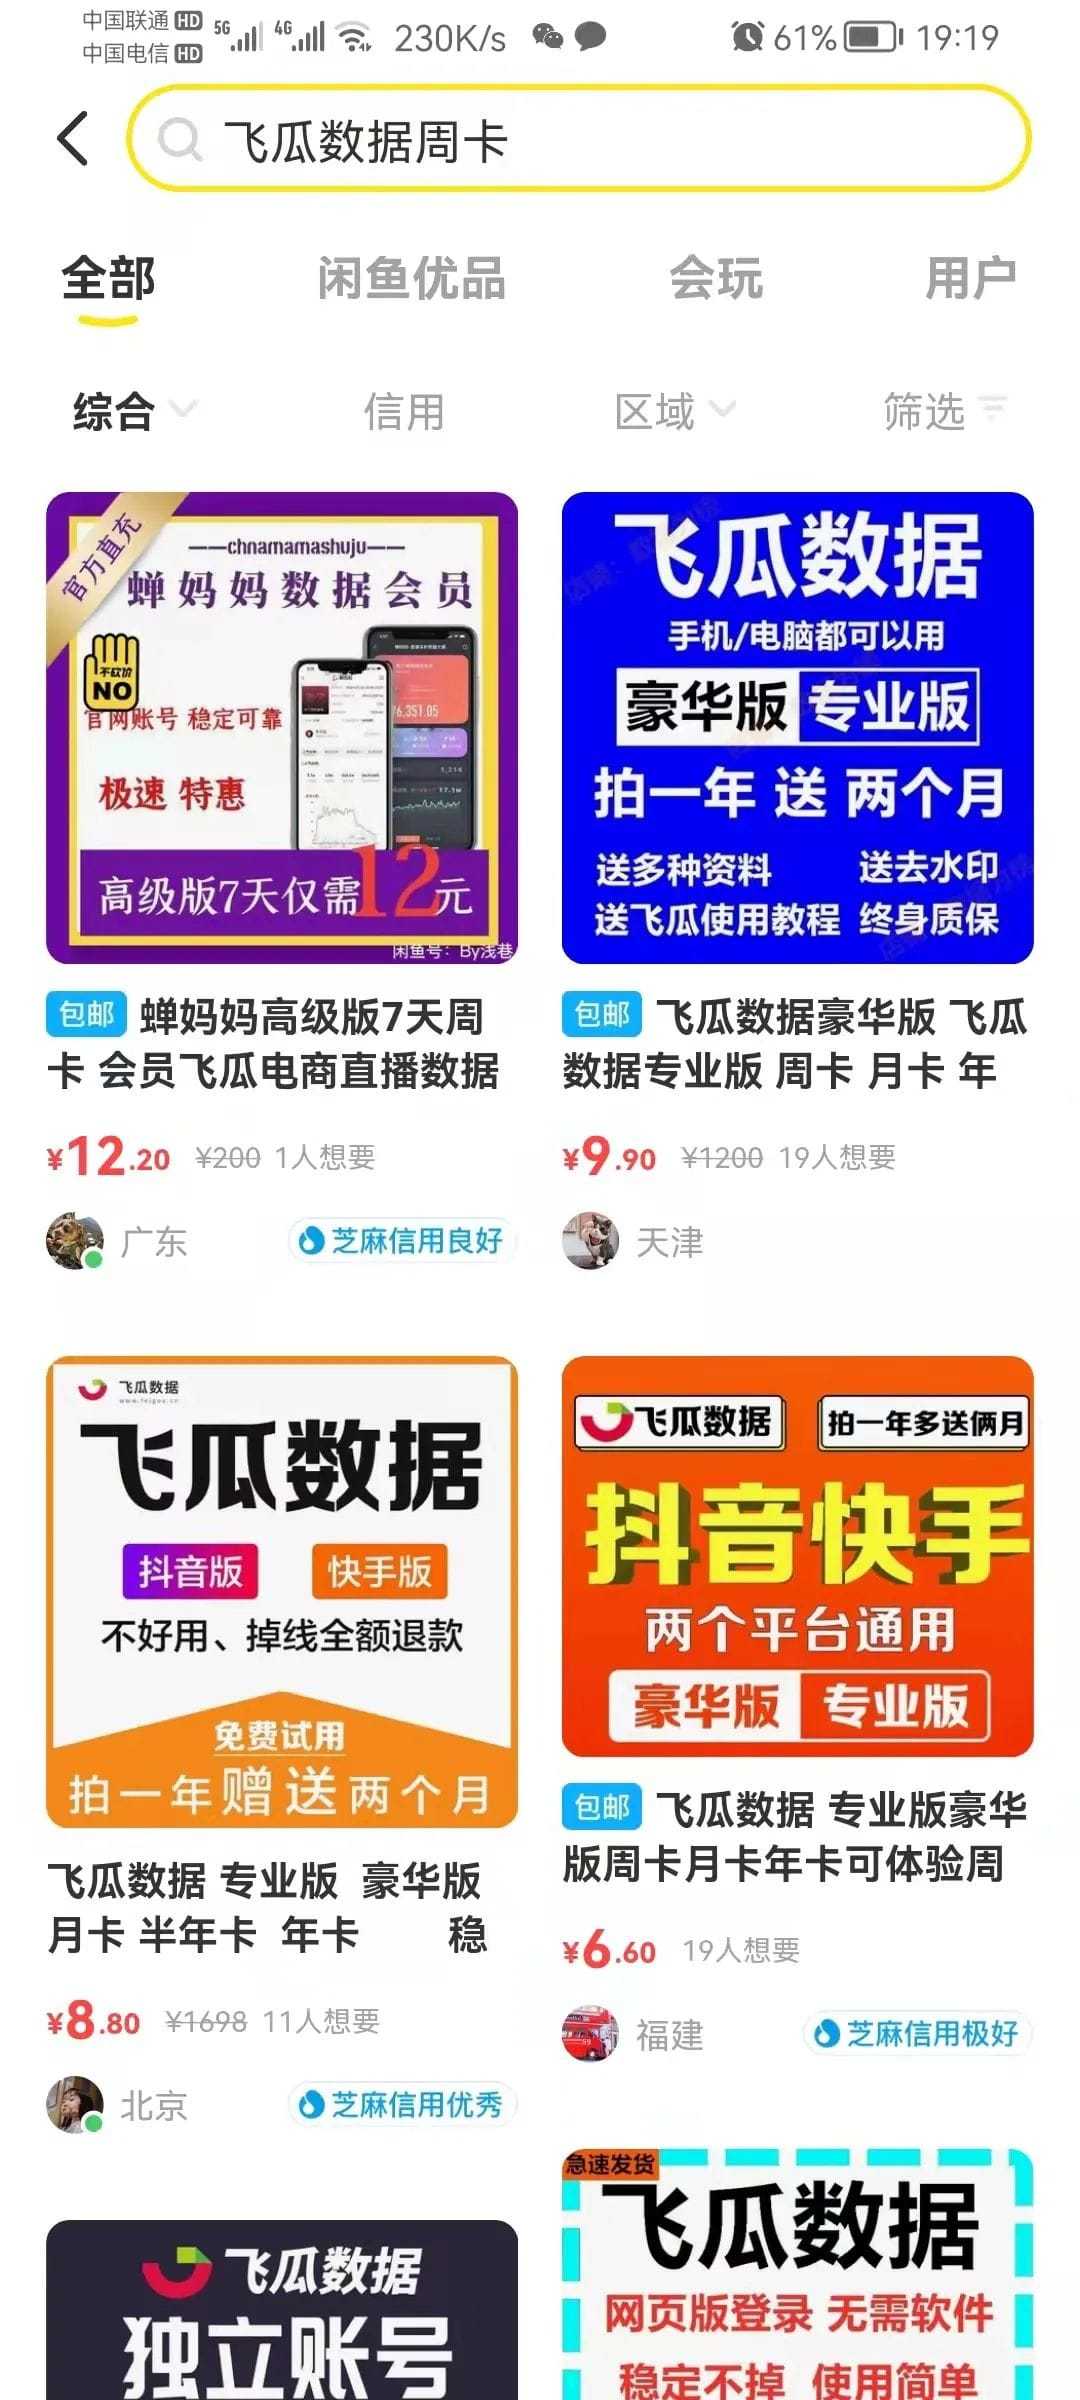 中国联通 HD 5G 4G 230K/s 61% 19:19
中国电信 HD
飞瓜数据周卡
全部 闲鱼优品 会玩 用户
综合 信用 区域 筛选
官方直充
——chnamamashuju——
蝉妈妈数据会员
不砍价
NO
官网账号 稳定可靠
极速 特惠
高级版7天仅需12元
闲鱼号：By浅巷
包邮 蝉妈妈高级版7天周
卡 会员飞瓜电商直播数据
¥12.20 ¥200 1人想要
广东 芝麻信用良好
飞瓜数据
手机/电脑都可以用
豪华版 专业版
拍一年 送 两个月
送多种资料 送去水印
送飞瓜使用教程 终身质保
包邮 飞瓜数据豪华版 飞瓜
数据专业版 周卡 月卡 年
¥9.90 ¥1200 19人想要
天津
飞瓜数据
飞瓜数据
抖音版 快手版
不好用、掉线全额退款
免费试用
拍一年赠送两个月
飞瓜数据 专业版 豪华版
月卡 半年卡 年卡 稳
¥8.80 ¥1698 11人想要
北京 芝麻信用优秀
飞瓜数据 拍一年多送俩月
抖音快手
两个平台通用
豪华版 专业版
包邮 飞瓜数据 专业版豪华
版周卡月卡年卡可体验周
¥6.60 19人想要
福建 芝麻信用极好
飞瓜数据
独立账号
急速发货
飞瓜数据
网页版登录 无需软件
稳定不掉 使用简单